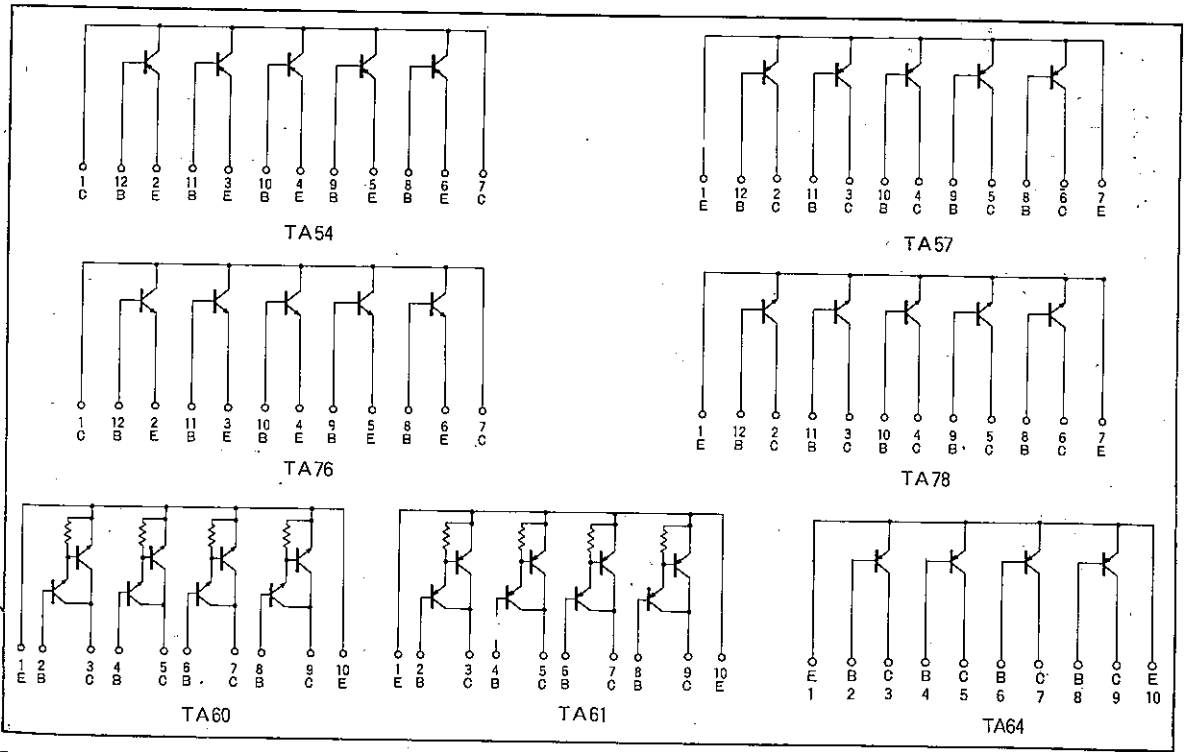 1 12 2 11 3 10 4 9 5 8 6 7
C B E B E B E B E B E C
TA54
1 12 2 11 3 10 4 9 5 8 6 7
E B C B C B C B C B C E
TA57
1 12 2 11 3 10 4 9 5 8 6 7
C B E B E B E B E B E C
TA76
1 12 2 11 3 10 4 9 5 8 6 7
E B C B C B C B C B C E
TA78
1 2 3 4 5 6 7 8 9 10
E B C B C B C B C E
TA60
1 2 3 4 5 6 7 8 9 10
E B C B C B C B C E
TA61
E B C B C B C B C E
1 2 3 4 5 6 7 8 9 10
TA64